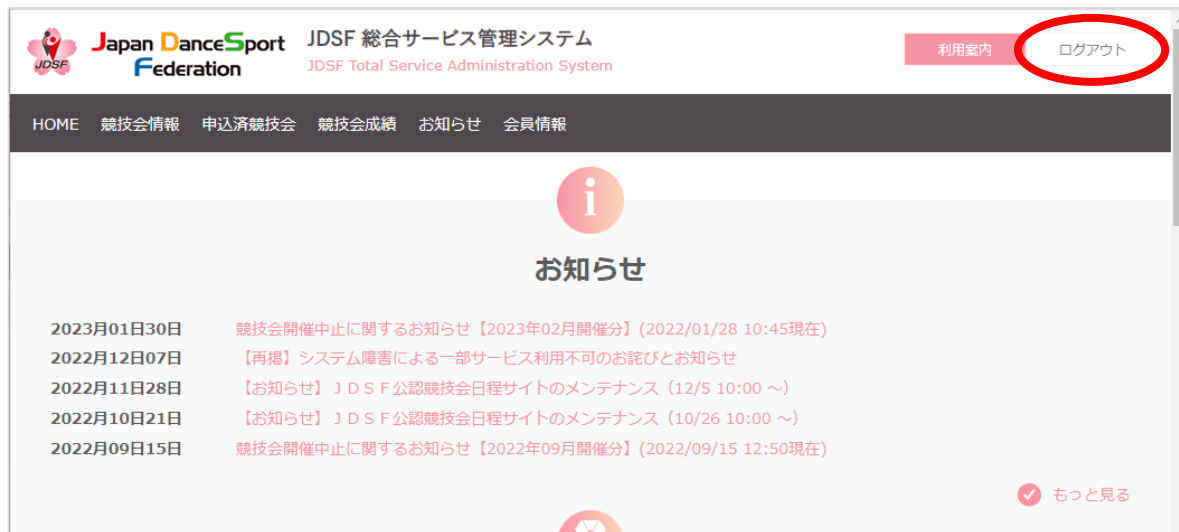 JDSF
Japan DanceSport
Federation
JDSF 総合サービス管理システム
JDSF Total Service Administration System
利用案内
ログアウト
HOME 競技会情報 申込済競技会 競技会成績 お知らせ 会員情報
i
お知らせ
2023月01日30日 競技会開催中止に関するお知らせ【2023年02月開催分】(2022/01/28 10:45現在)
2022月12日07日 【再掲】システム障害による一部サービス利用不可のお詫びとお知らせ
2022月11日28日 【お知らせ】ＪＤＳＦ公認競技会日程サイトのメンテナンス（12/5 10:00 ～）
2022月10日21日 【お知らせ】ＪＤＳＦ公認競技会日程サイトのメンテナンス（10/26 10:00 ～）
2022月09日15日 競技会開催中止に関するお知らせ【2022年09月開催分】(2022/09/15 12:50現在)
もっと見る